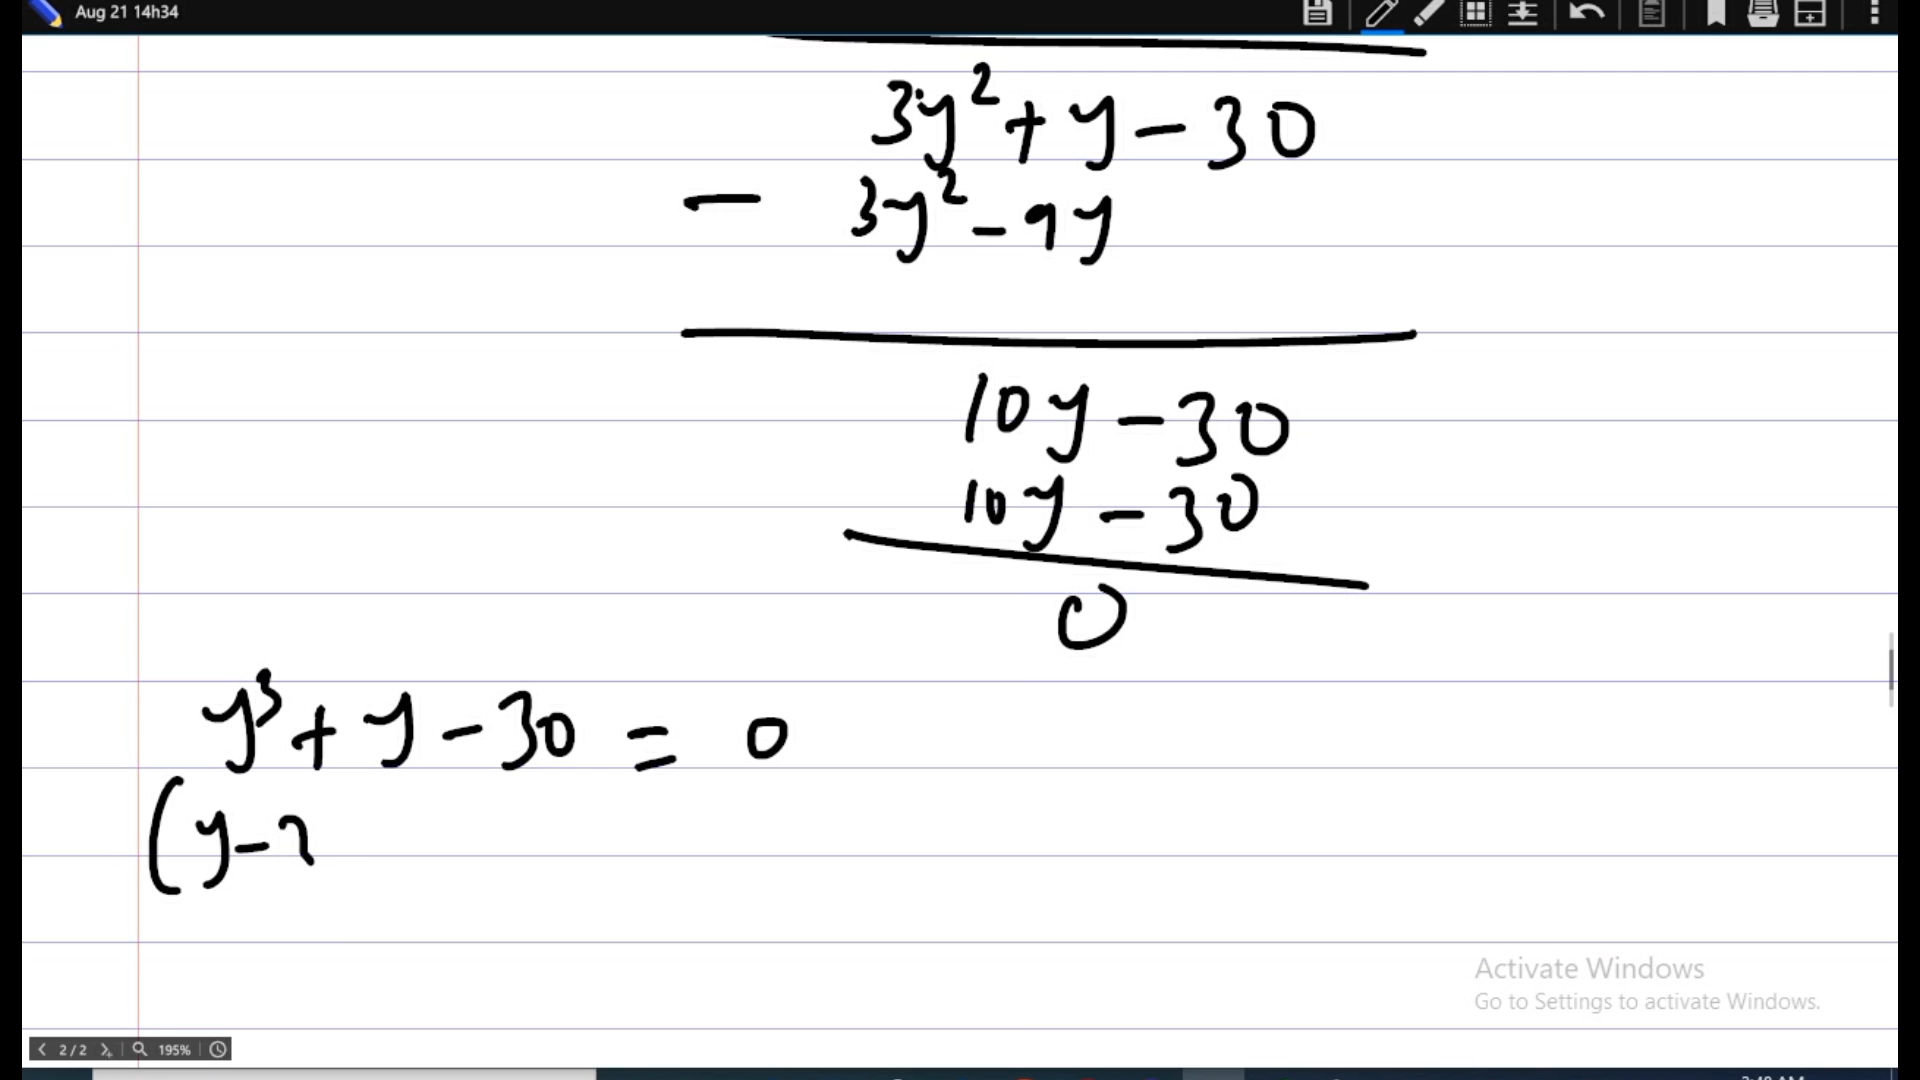 Aug 21 14h34
3y² + y - 30
- 3y² - 9y
10y - 30
10y - 30
0
y³ + y - 30 = 0
(y -
Activate Windows
Go to Settings to activate Windows.
2/2 195%